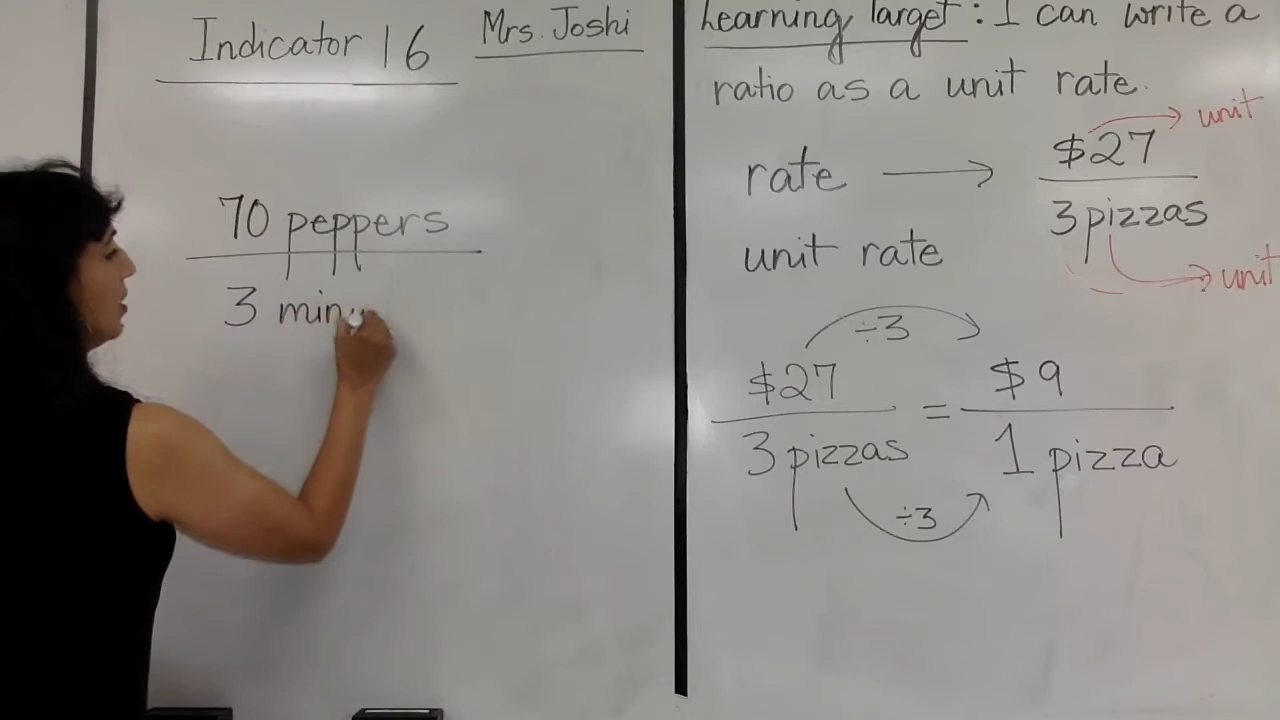 Indicator 16
Mrs. Joshi
70 peppers
3 min
Learning Target : I can write a
ratio as a unit rate.
rate → $27
3 pizzas
unit
unit
unit rate
÷3
$27 = $9
3 pizzas 1 pizza
÷3